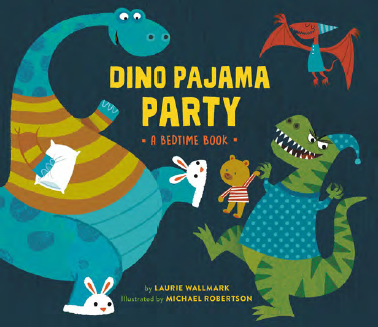 DINO PAJAMA
PARTY
• A BEDTIME BOOK •
by LAURIE WALLMARK
Illustrated by MICHAEL ROBERTSON